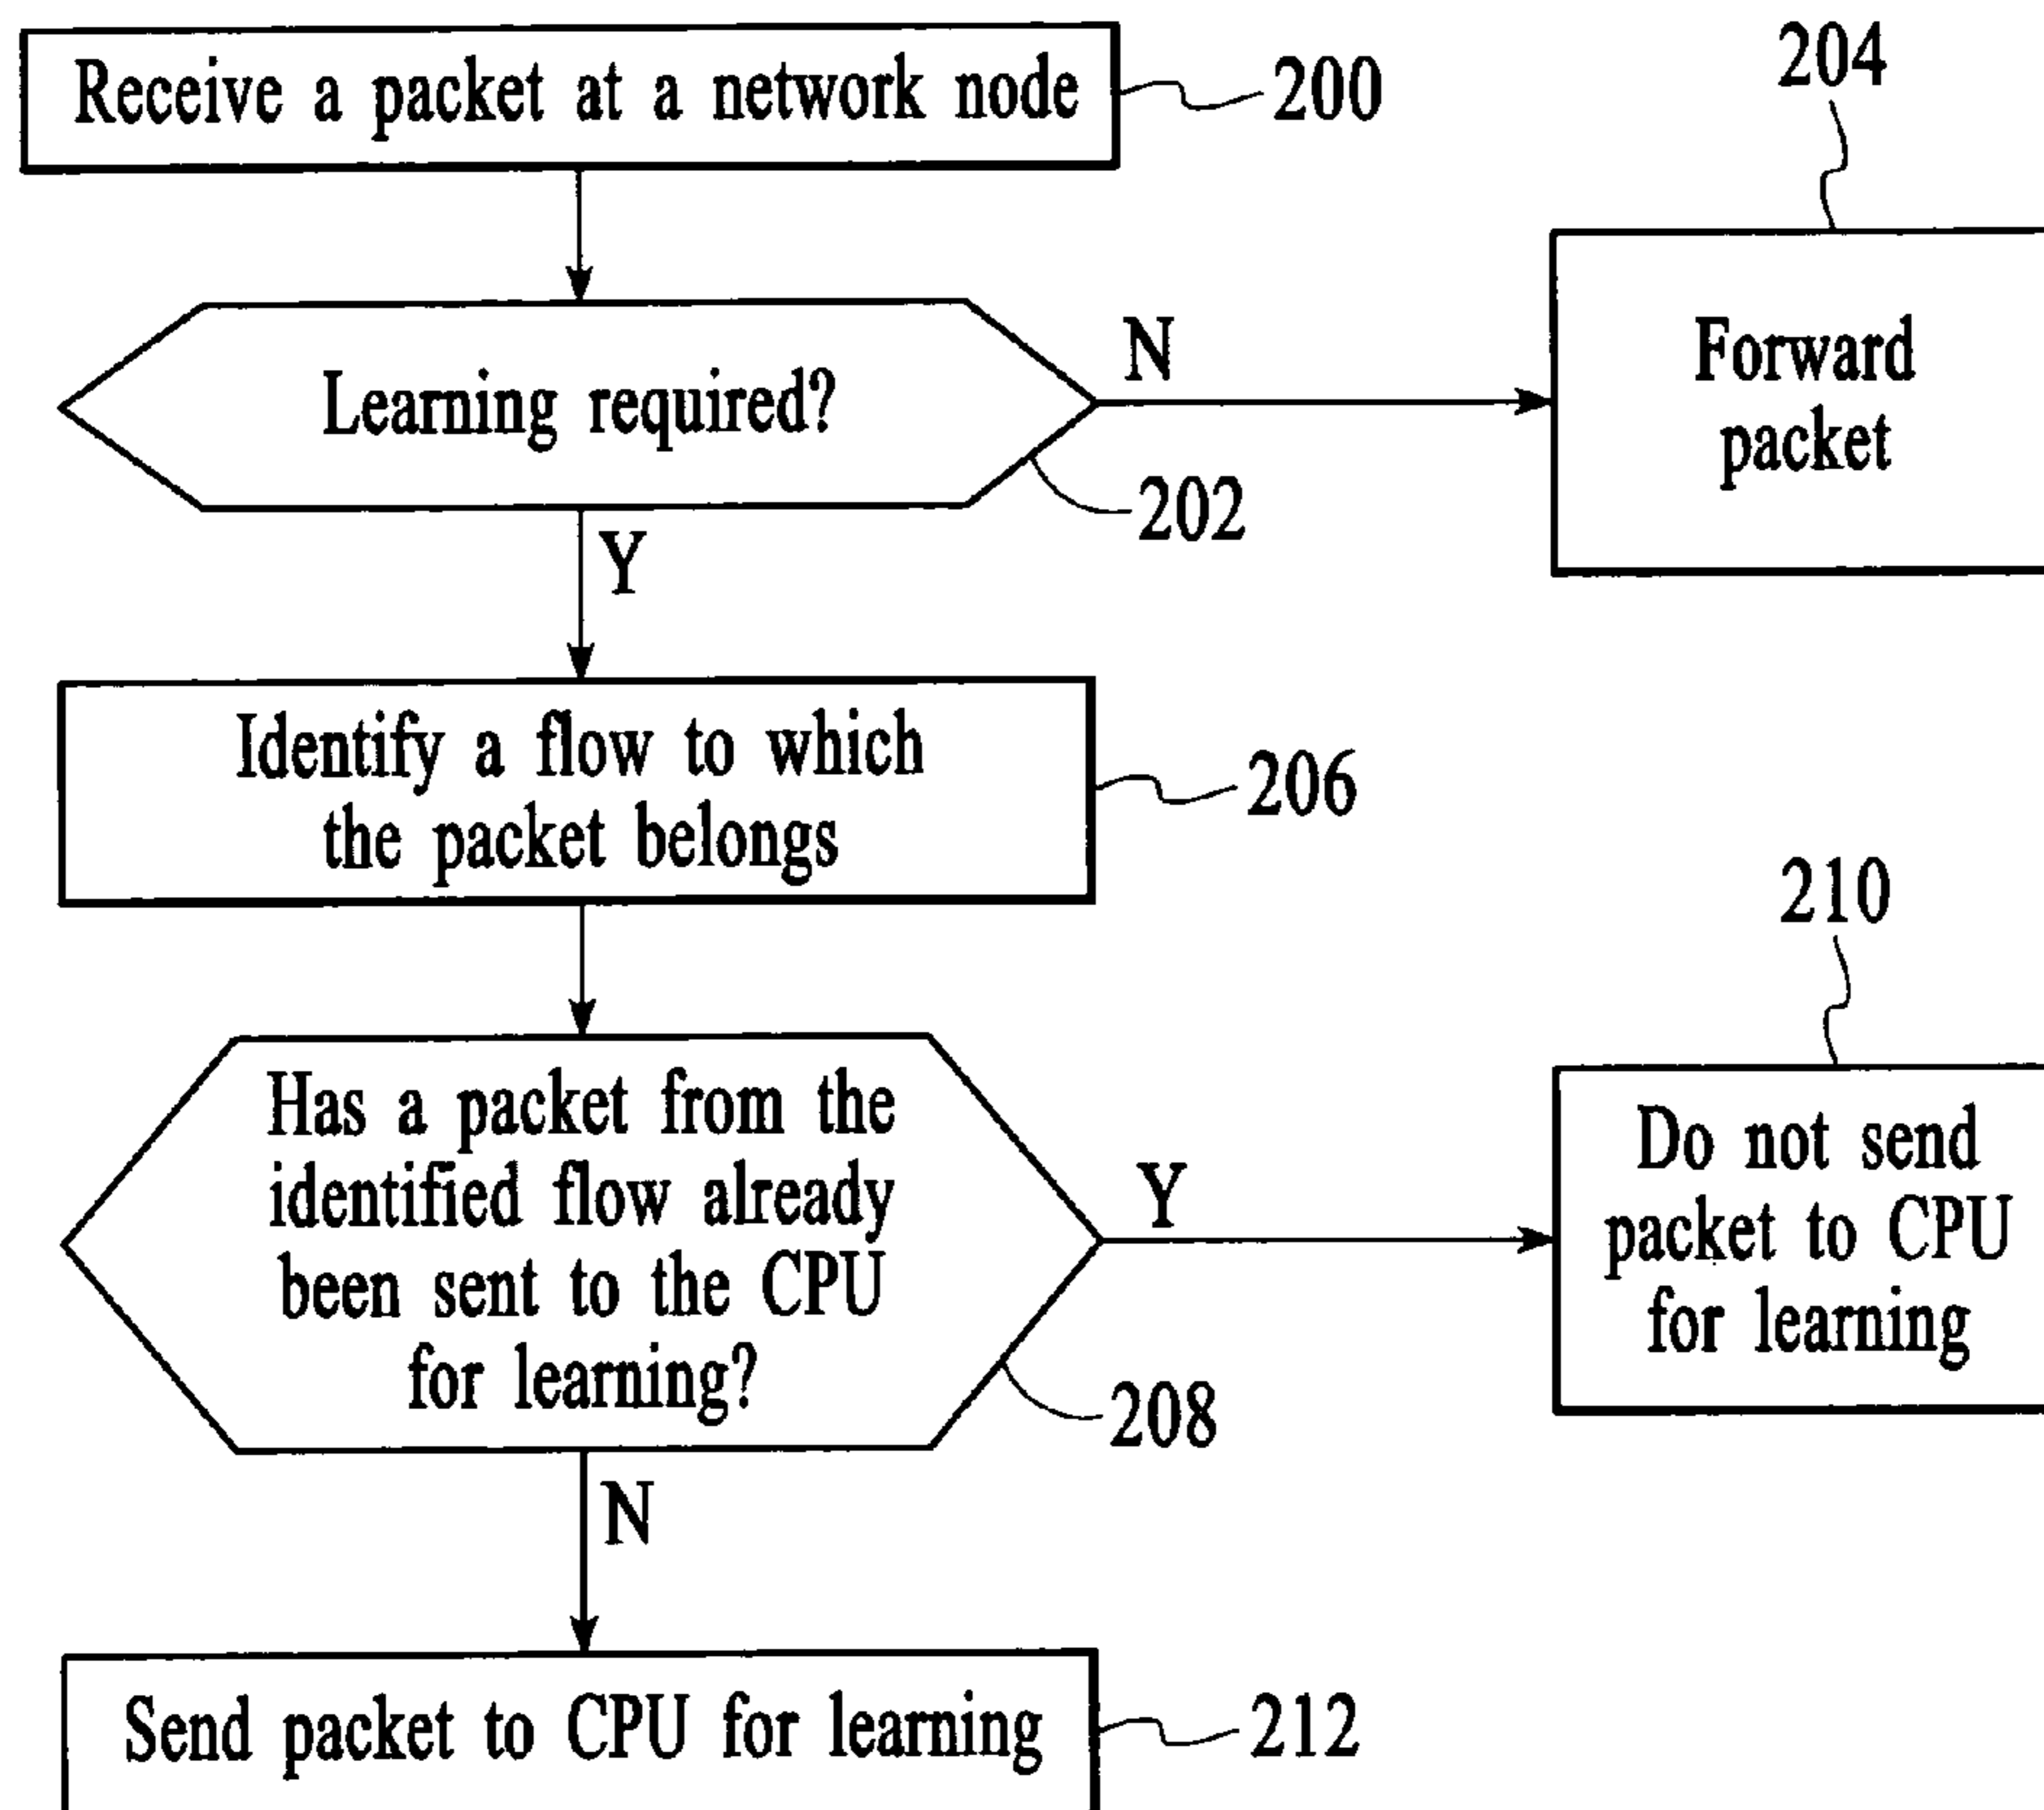 Receive a packet at a network node
200
204
Learning required?
N
202
Forward
packet
Y
Identify a flow to which
the packet belongs
206
210
Has a packet from the
identified flow already
been sent to the CPU
for learning?
Y
208
Do not send
packet to CPU
for learning
N
Send packet to CPU for learning
212